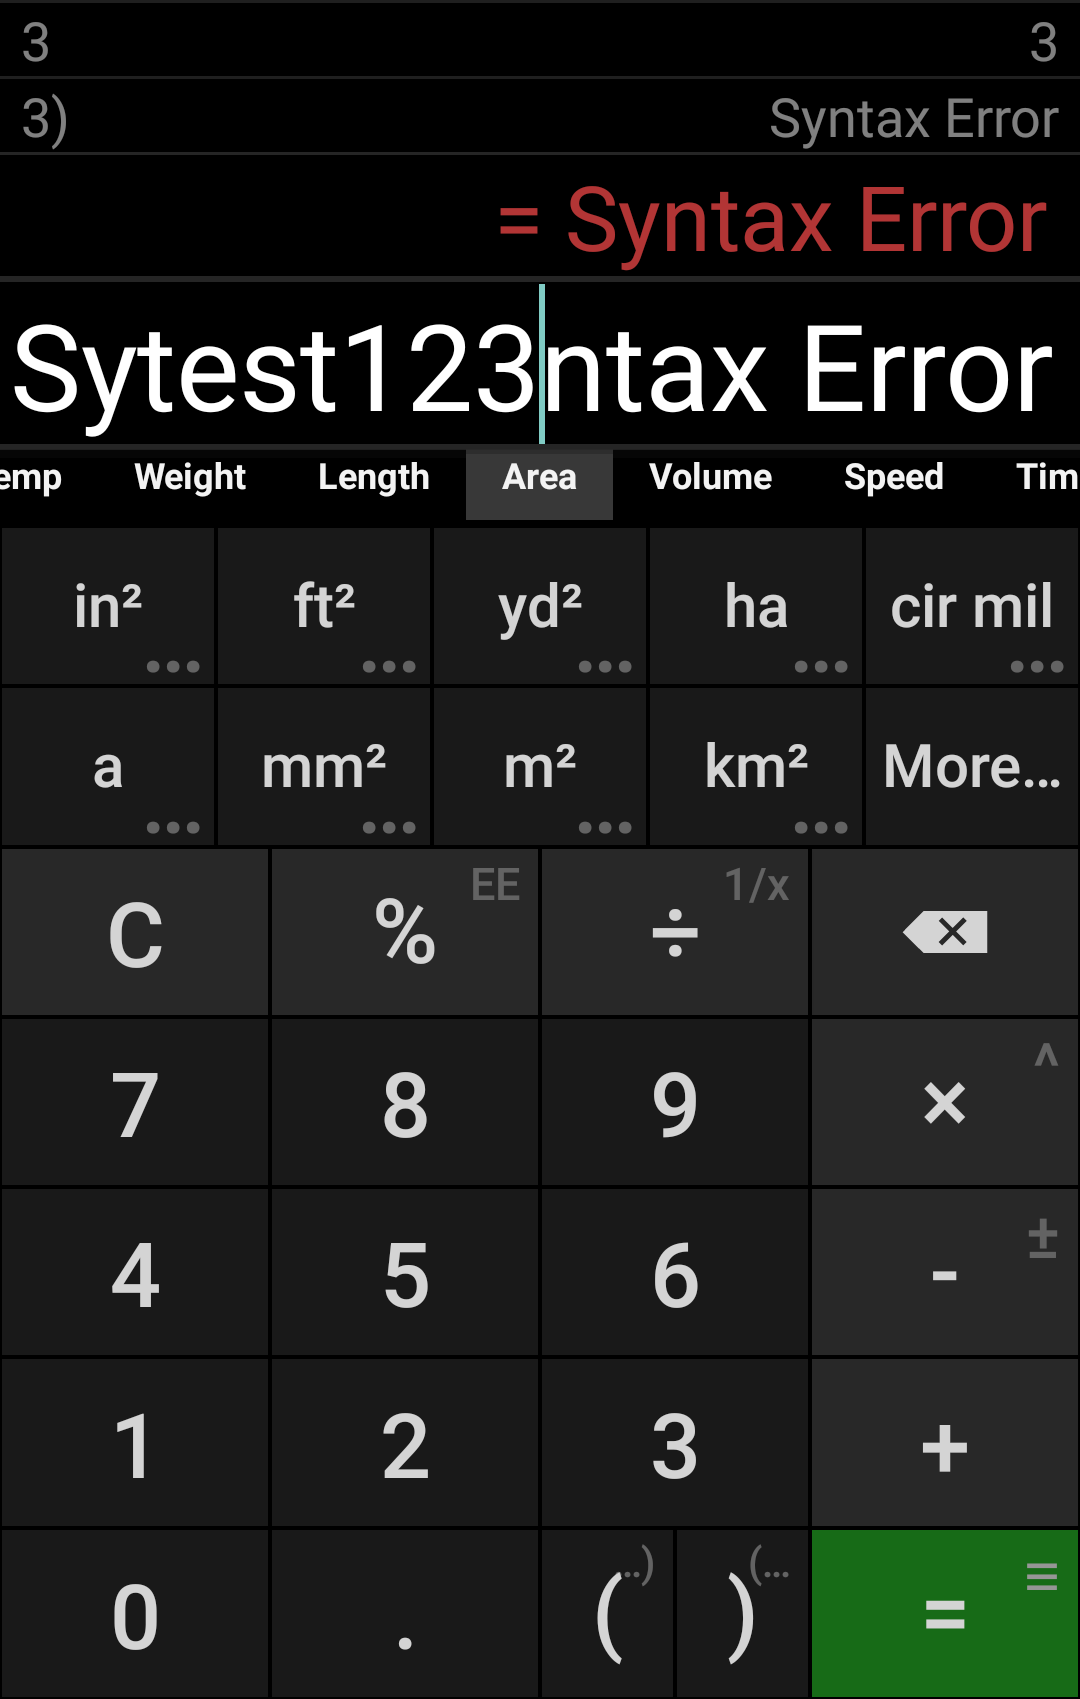 3 3
3) Syntax Error
= Syntax Error
Sytest123ntax Error
emp Weight Length Area Volume Speed Tim
in² ft² yd² ha cir mil
a mm² m² km² More...
C % EE ÷ 1/x
7 8 9 × ^
4 5 6 - ±
1 2 3 +
0 . ( ..) ) (... = ≡